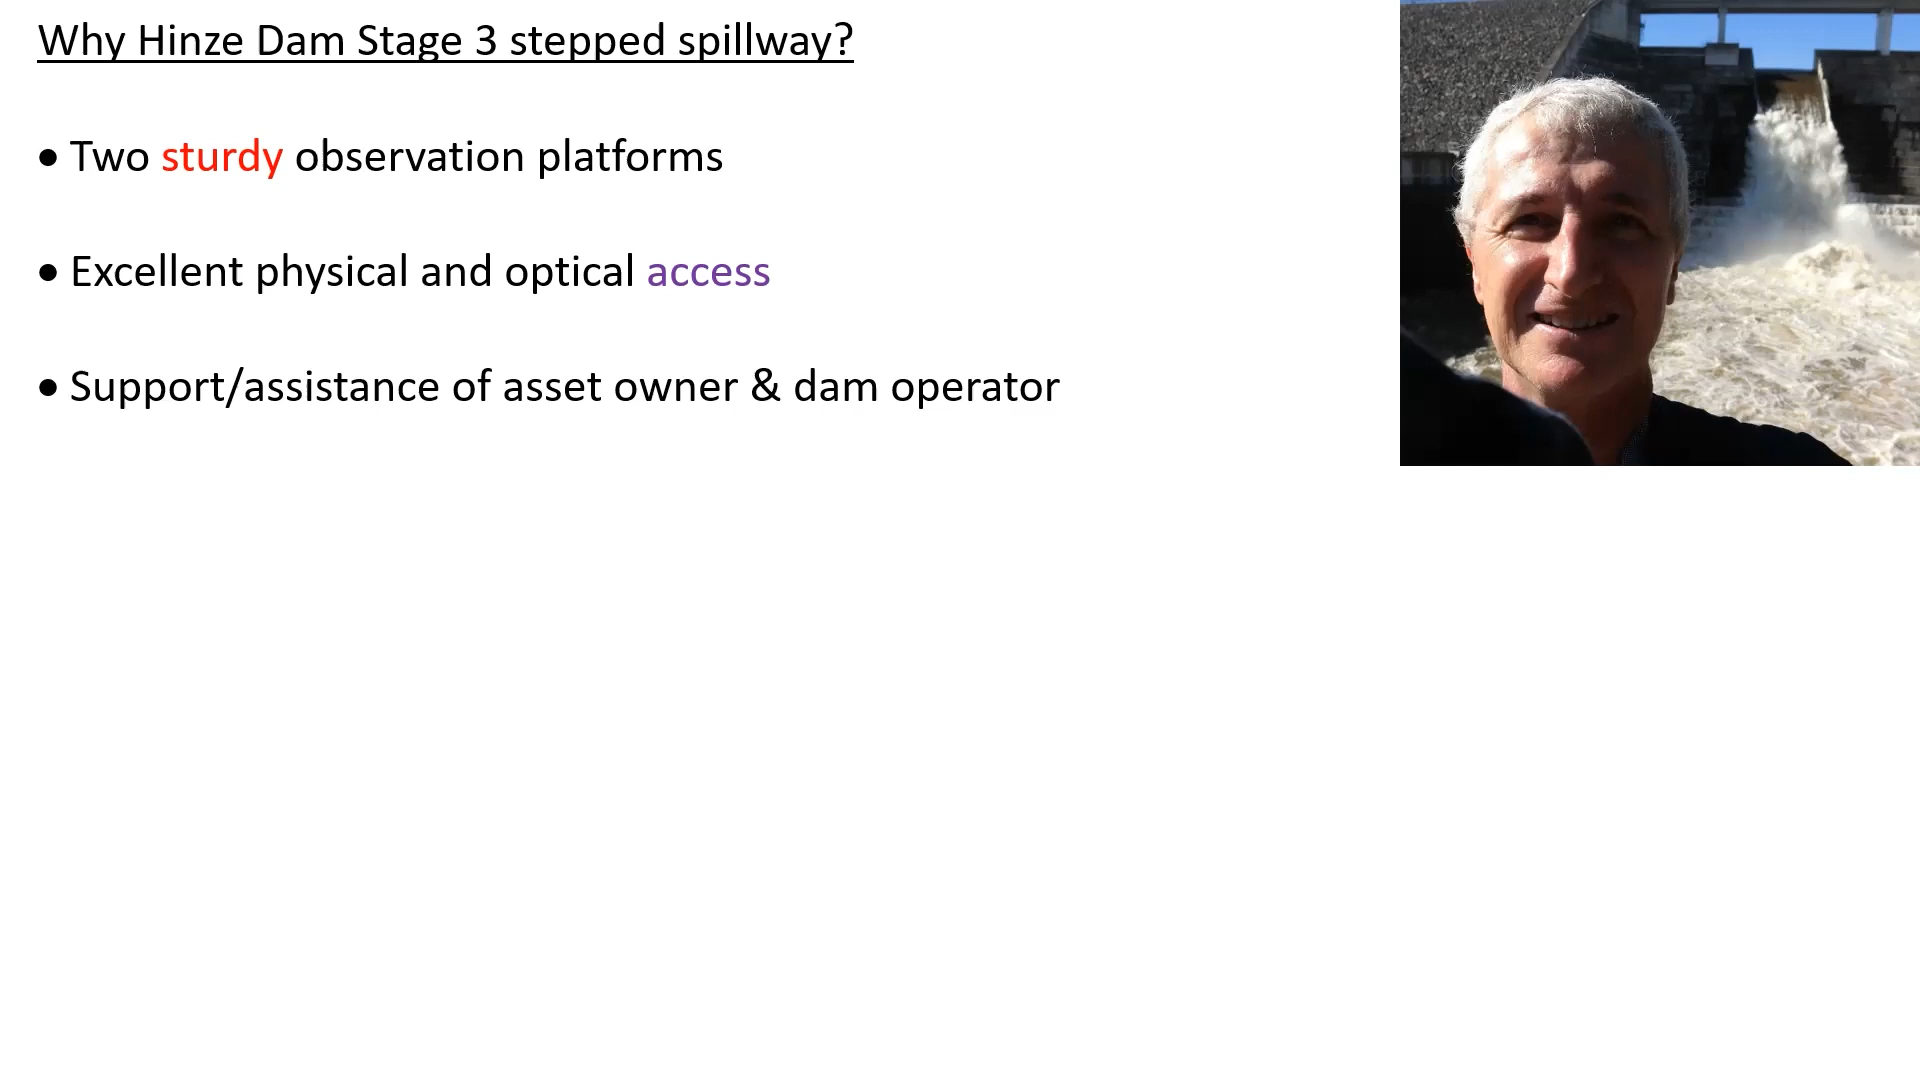 Why Hinze Dam Stage 3 stepped spillway?
• Two sturdy observation platforms
• Excellent physical and optical access
• Support/assistance of asset owner & dam operator